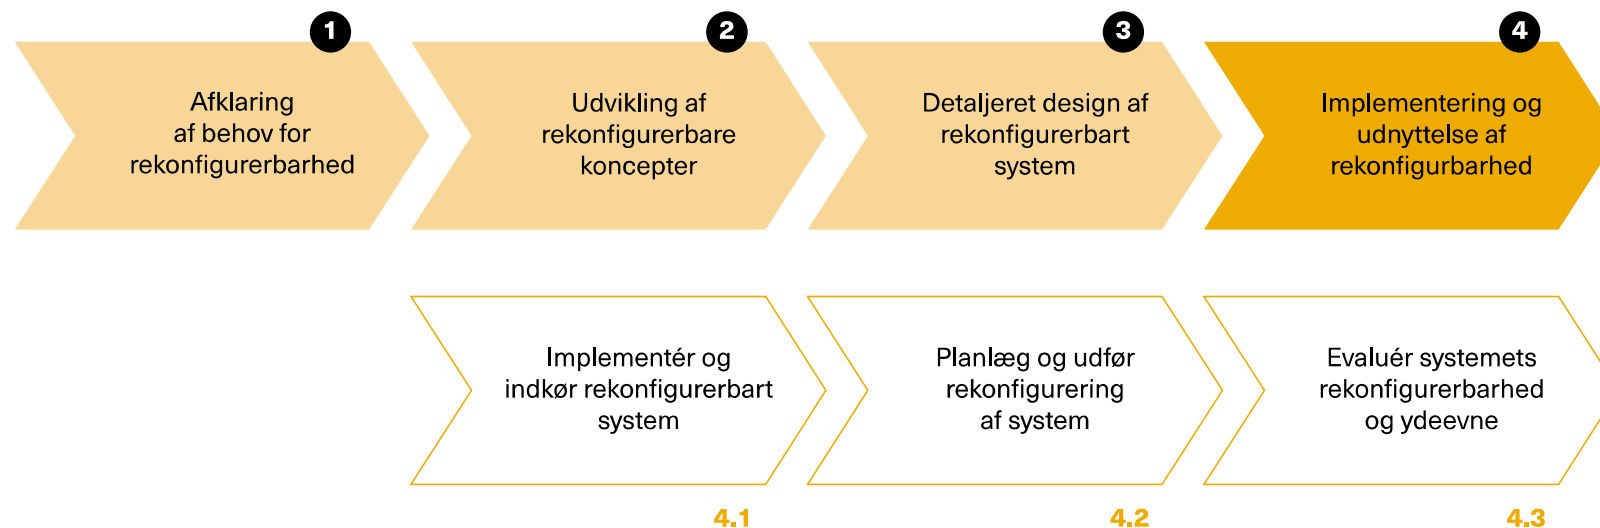 1
Afklaring
af behov for
rekonfigurerbarhed
2
Udvikling af
rekonfigurerbare
koncepter
3
Detaljeret design af
rekonfigurerbart
system
4
Implementering og
udnyttelse af
rekonfigurbarhed
Implementér og
indkør rekonfigurerbart
system
4.1
Planlæg og udfør
rekonfigurering
af system
4.2
Evaluér systemets
rekonfigurerbarhed
og ydeevne
4.3